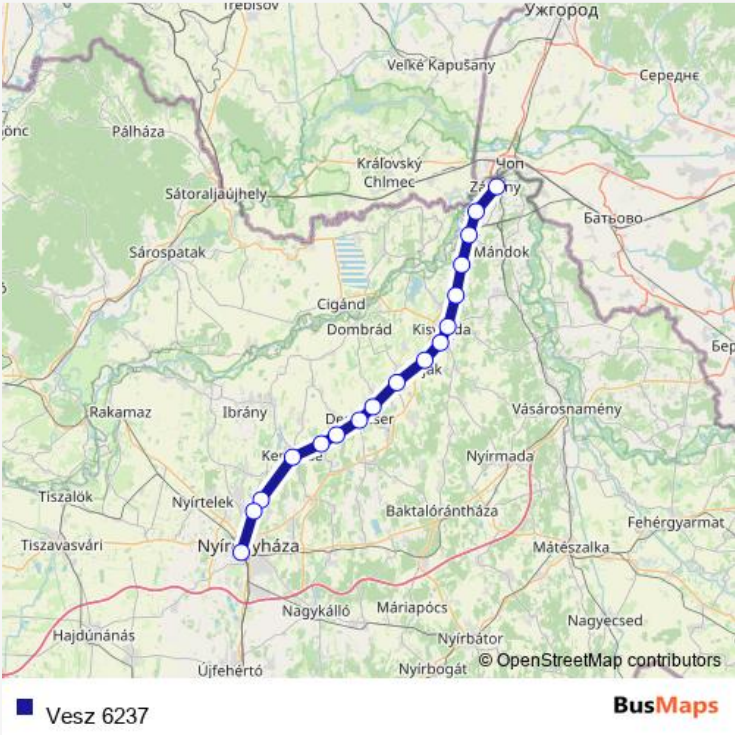 Trebišov
Ужгород
Veľké Kapušany
Середнє
Pálháza
Kráľovský
Chlmec
Чоп
Sátoraljaújhely
Батьово
Sárospatak
Mándok
Cigánd
Dombrád
Rakamaz
Ibrány
Vásárosnamény
Nyírmada
Tiszalök
Nyírtelek
Baktalórántháza
Fehérgyarmat
Tiszavasvári
Mátészalka
Nagykálló
Máriapócs
Nagyecsed
Hajdúnánás
Nyírbátor
Újfehértó
Nyírbogát
© OpenStreetMap contributors
Vesz 6237
BusMaps